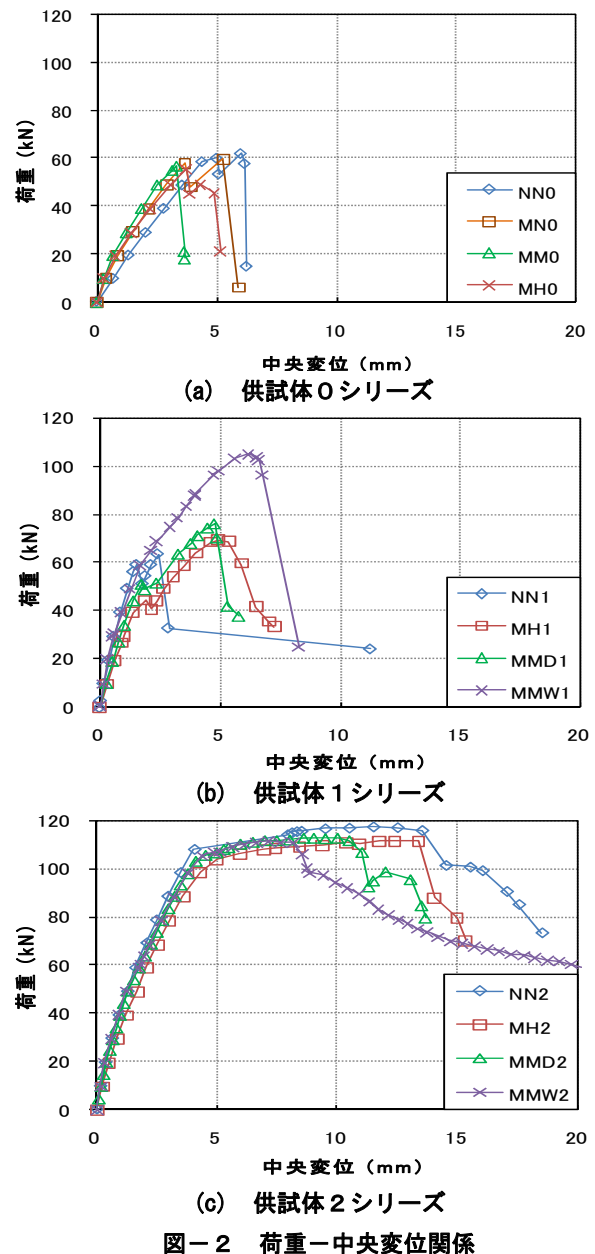 120
100
80
60
40
20
0
荷重 (kN)
NN0
MN0
MM0
MH0
0 5 10 15 20
中央変位 (mm)
(a) 供試体0シリーズ
120
100
80
60
40
20
0
荷重 (kN)
NN1
MH1
MMD1
MMW1
0 5 10 15 20
中央変位 (mm)
(b) 供試体1シリーズ
120
100
80
60
40
20
0
荷重 (kN)
NN2
MH2
MMD2
MMW2
0 5 10 15 20
中央変位 (mm)
(c) 供試体2シリーズ
図-2 荷重-中央変位関係